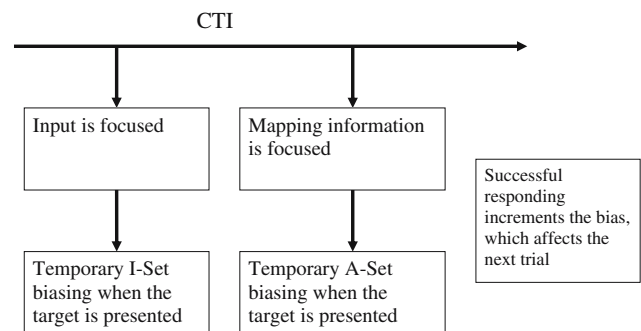 CTI
Input is focused
Mapping information
is focused
Successful
responding
increments the bias,
which affects the
next trial
Temporary I-Set
biasing when the
target is presented
Temporary A-Set
biasing when the
target is presented